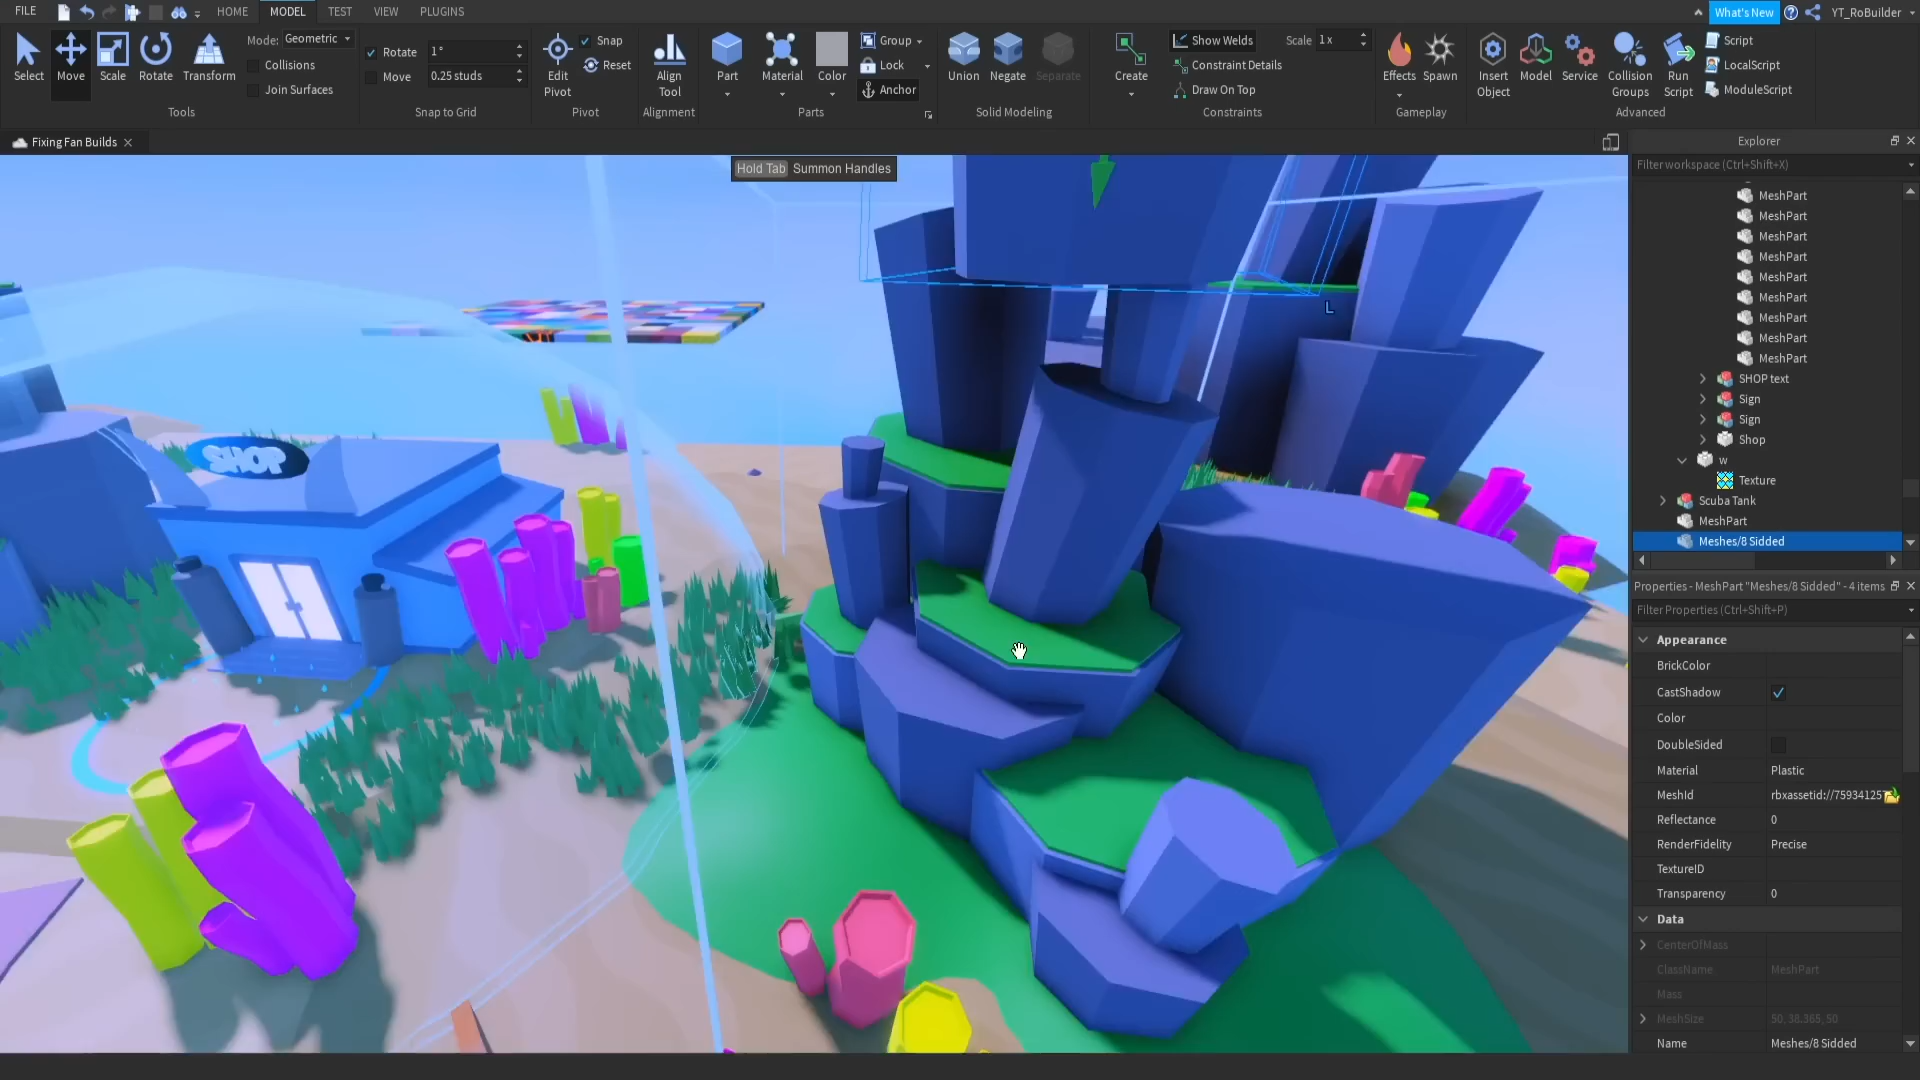 FILE HOME MODEL TEST VIEW PLUGINS What's New YT_RoBuilder
Select Move Scale Rotate Transform
Mode: Geometric
Collisions
Join Surfaces
Tools
Rotate 1°
Move 0.25 studs
Snap to Grid
Edit Pivot
Snap
Reset
Pivot
Align Tool
Alignment
Part Material Color
Group
Lock
Anchor
Parts
Union Negate Separate
Solid Modeling
Create
Show Welds
Constraint Details
Draw On Top
Scale 1x
Constraints
Effects Spawn
Gameplay
Insert Object
Model Service
Collision Groups
Run Script
Script
LocalScript
ModuleScript
Advanced
Fixing Fan Builds
Hold Tab Summon Handles
SHOP
L
Explorer
Filter workspace (Ctrl+Shift+X)
MeshPart
MeshPart
MeshPart
MeshPart
MeshPart
MeshPart
MeshPart
MeshPart
MeshPart
SHOP text
Sign
Sign
Shop
w
Texture
Scuba Tank
MeshPart
Meshes/8 Sidded
Properties - MeshPart "Meshes/8 Sidded" - 4 items
Filter Properties (Ctrl+Shift+P)
Appearance
BrickColor
CastShadow
Color
DoubleSided
Material Plastic
MeshId rbxassetid://75934125
Reflectance 0
RenderFidelity Precise
TextureID
Transparency 0
Data
CenterOfMass
ClassName MeshPart
Mass
MeshSize 50, 38.365, 50
Name Meshes/8 Sidded